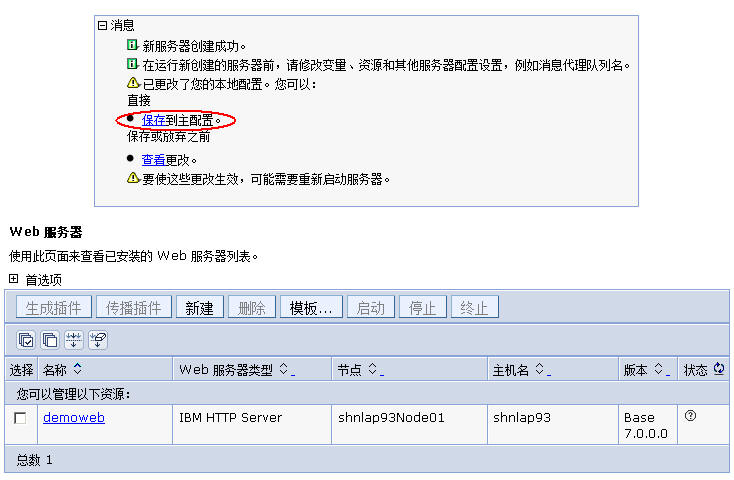 消息
新服务器创建成功。
在运行新创建的服务器前，请修改变量、资源和其他服务器配置设置，例如消息代理队列名。
已更改了您的本地配置。您可以：
直接
保存到主配置。
保存或放弃之前
查看更改。
要使这些更改生效，可能需要重新启动服务器。
Web 服务器
使用此页面来查看已安装的 Web 服务器列表。
首选项
生成插件 传播插件 新建 删除 模板... 启动 停止 终止
选择 名称 Web 服务器类型 节点 主机名 版本 状态
您可以管理以下资源：
demoweb IBM HTTP Server shnlap93Node01 shnlap93 Base
7.0.0.0
总数 1